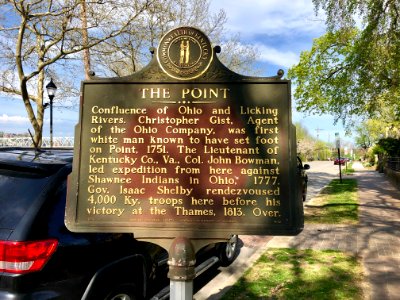 THE POINT
Confluence of Ohio and Licking
Rivers. Christopher Gist, Agent
of the Ohio Company, was first
white man known to have set foot
on Point, 1751. The Lieutenant of
Kentucky Co., Va., Col. John Bowman,
led expedition from here against
Shawnee Indians in Ohio, 1777.
Gov. Isaac Shelby rendezvoused
4,000 Ky. troops here before his
victory at the Thames, 1813. Over.